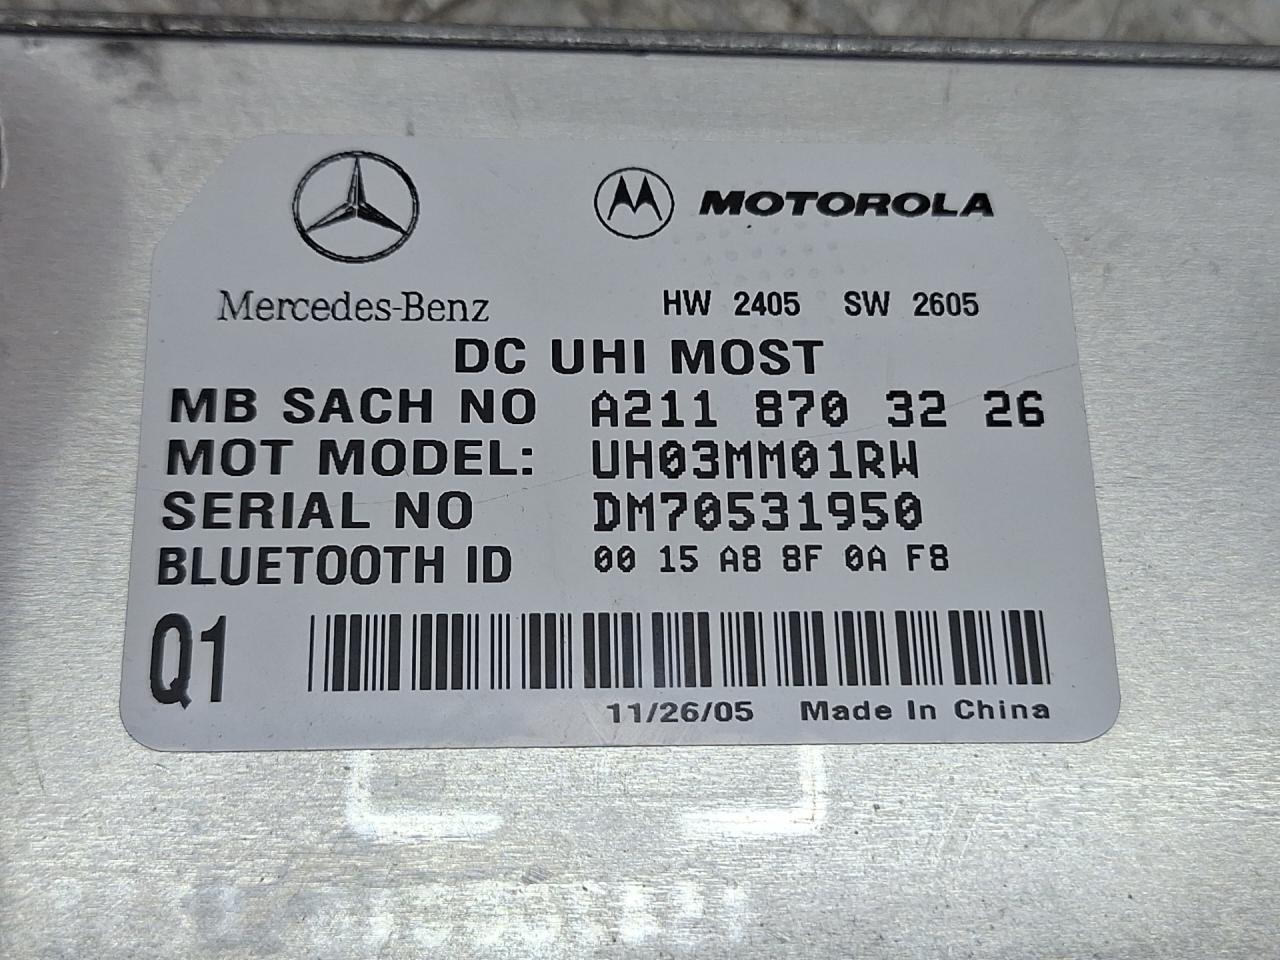 MOTOROLA
Mercedes-Benz
HW 2405 SW 2605
DC UHI MOST
MB SACH NO A211 870 32 26
MOT MODEL: UH03MM01RW
SERIAL NO DM70531950
BLUETOOTH ID 00 15 A8 8F 0A F8
Q1
11/26/05 Made In China